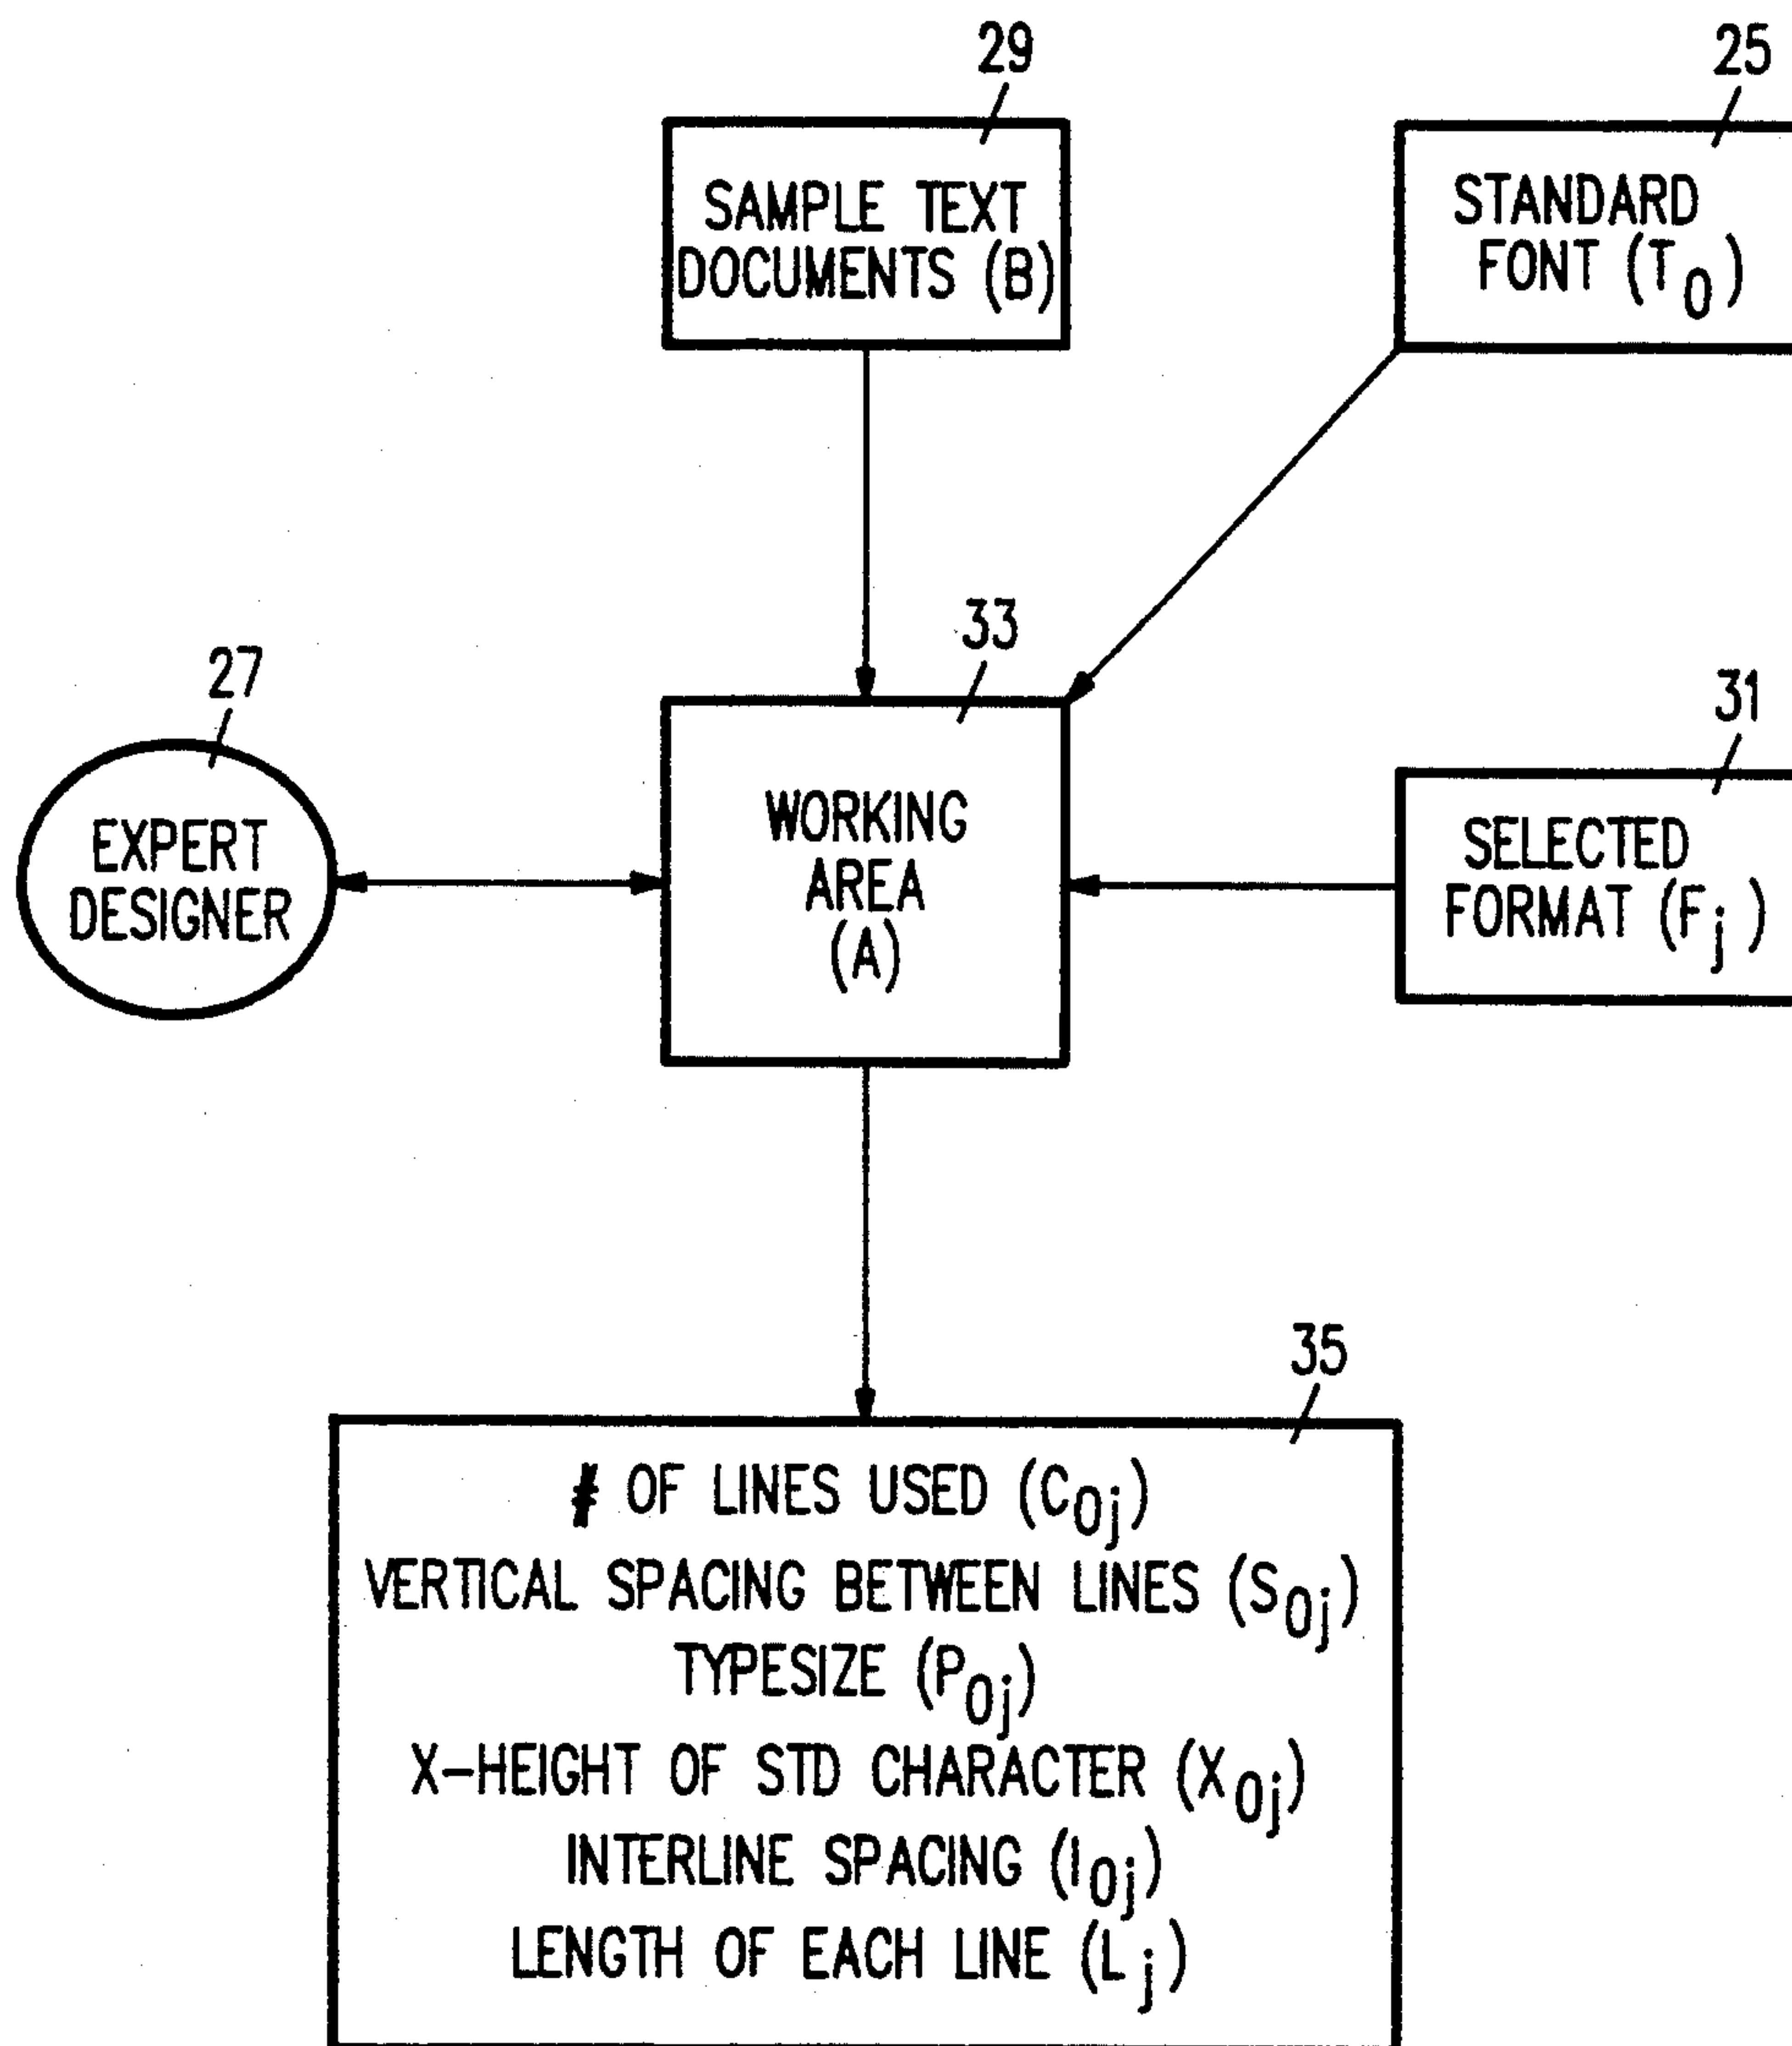 29
SAMPLE TEXT
DOCUMENTS (B)
25
STANDARD
FONT (T₀)
33
WORKING
AREA
(A)
27
EXPERT
DESIGNER
31
SELECTED
FORMAT (Fⱼ)
35
# OF LINES USED (C₀ⱼ)
VERTICAL SPACING BETWEEN LINES (S₀ⱼ)
TYPESIZE (P₀ⱼ)
X-HEIGHT OF STD CHARACTER (X₀ⱼ)
INTERLINE SPACING (I₀ⱼ)
LENGTH OF EACH LINE (Lⱼ)